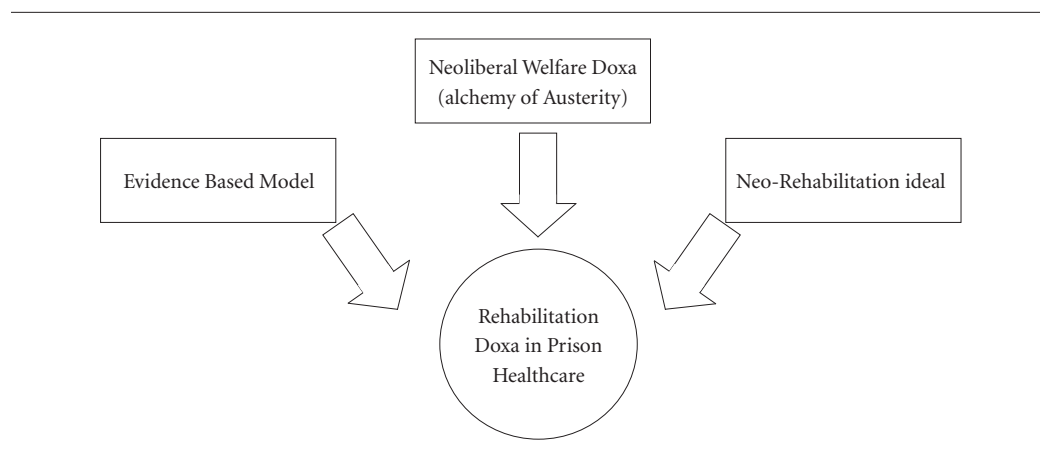 Neoliberal Welfare Doxa
(alchemy of Austerity)
Evidence Based Model
Neo-Rehabilitation ideal
Rehabilitation
Doxa in Prison
Healthcare